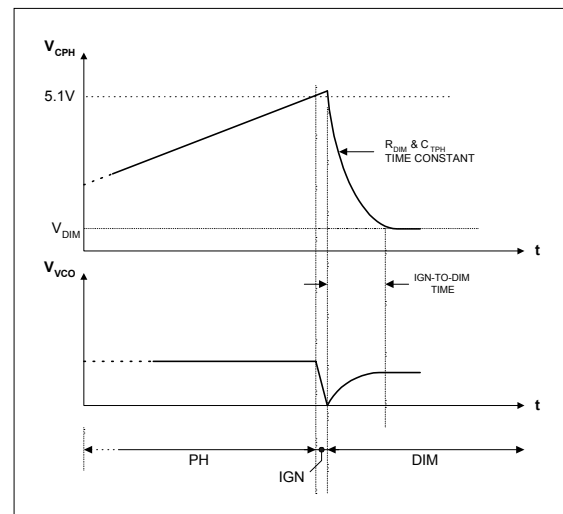 V_CPH
5.1V
R_DIM & C_TPH
TIME CONSTANT
V_DIM
t
V_VCO
IGN-TO-DIM
TIME
t
PH
IGN
DIM